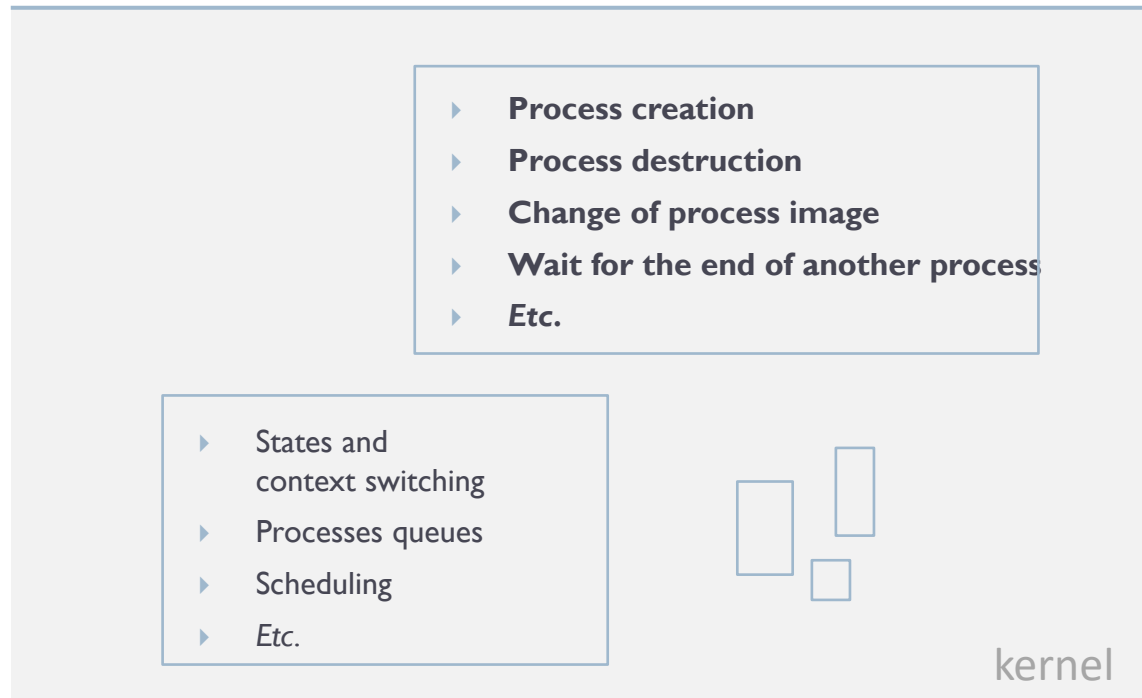 Process creation
Process destruction
Change of process image
Wait for the end of another process
Etc.
States and
context switching
Processes queues
Scheduling
Etc.
kernel